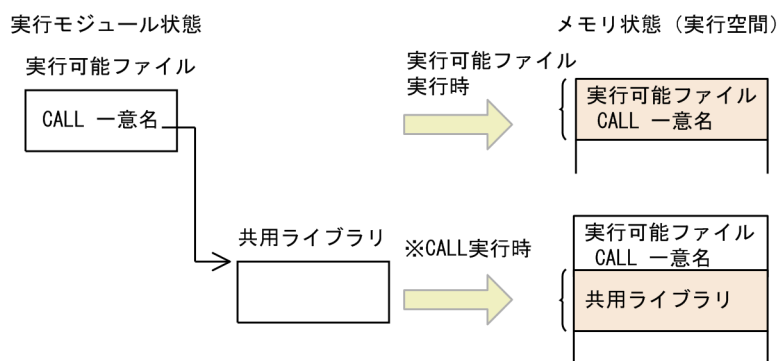 実行モジュール状態
メモリ状態（実行空間）
実行可能ファイル
CALL 一意名
実行可能ファイル
実行時
実行可能ファイル
CALL 一意名
共用ライブラリ
※CALL実行時
実行可能ファイル
CALL 一意名
共用ライブラリ